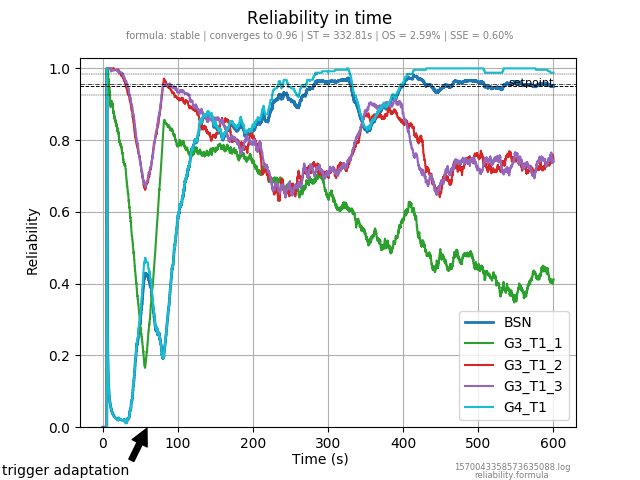 Reliability in time
formula: stable | converges to 0.96 | ST = 332.81s | OS = 2.59% | SSE = 0.60%
1.0
0.8
0.6
0.4
0.2
0.0
Reliability
setpoint
BSN
G3_T1_1
G3_T1_2
G3_T1_3
G4_T1
0
100
200
300
400
500
600
Time (s)
trigger adaptation
1570043358573635088.log
reliability.formula